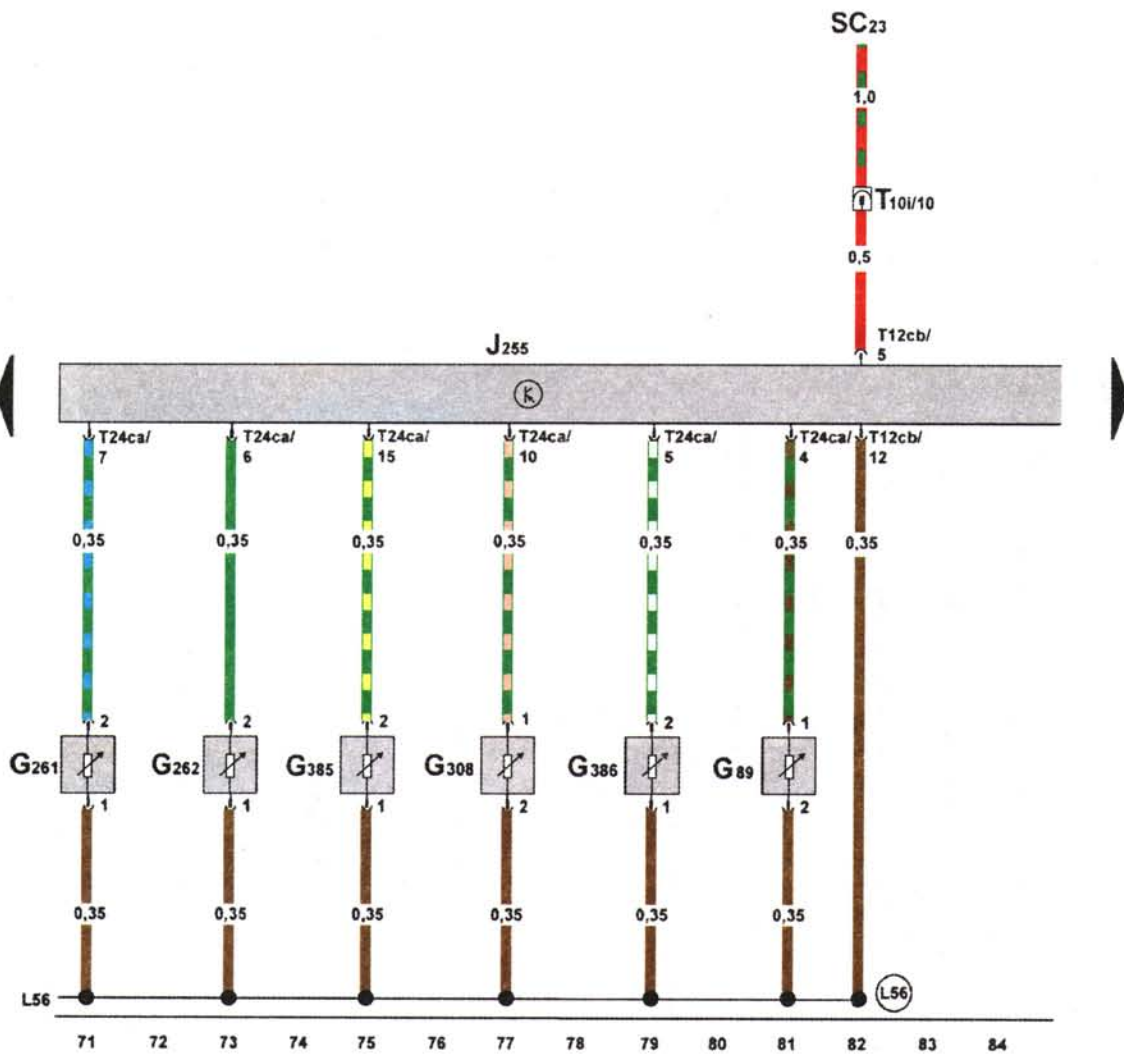 SC23
1,0
T10i/10
0,5
T12cb/
5
J255
K
T24ca/ T24ca/ T24ca/ T24ca/ T24ca/ T24ca/ T12cb/
7 6 15 10 5 4 12
0,35 0,35 0,35 0,35 0,35 0,35 0,35
2 2 2 1 2 1
G261 G262 G385 G308 G386 G89
1 1 1 2 1 2
0,35 0,35 0,35 0,35 0,35 0,35
L56 L56
71 72 73 74 75 76 77 78 79 80 81 82 83 84